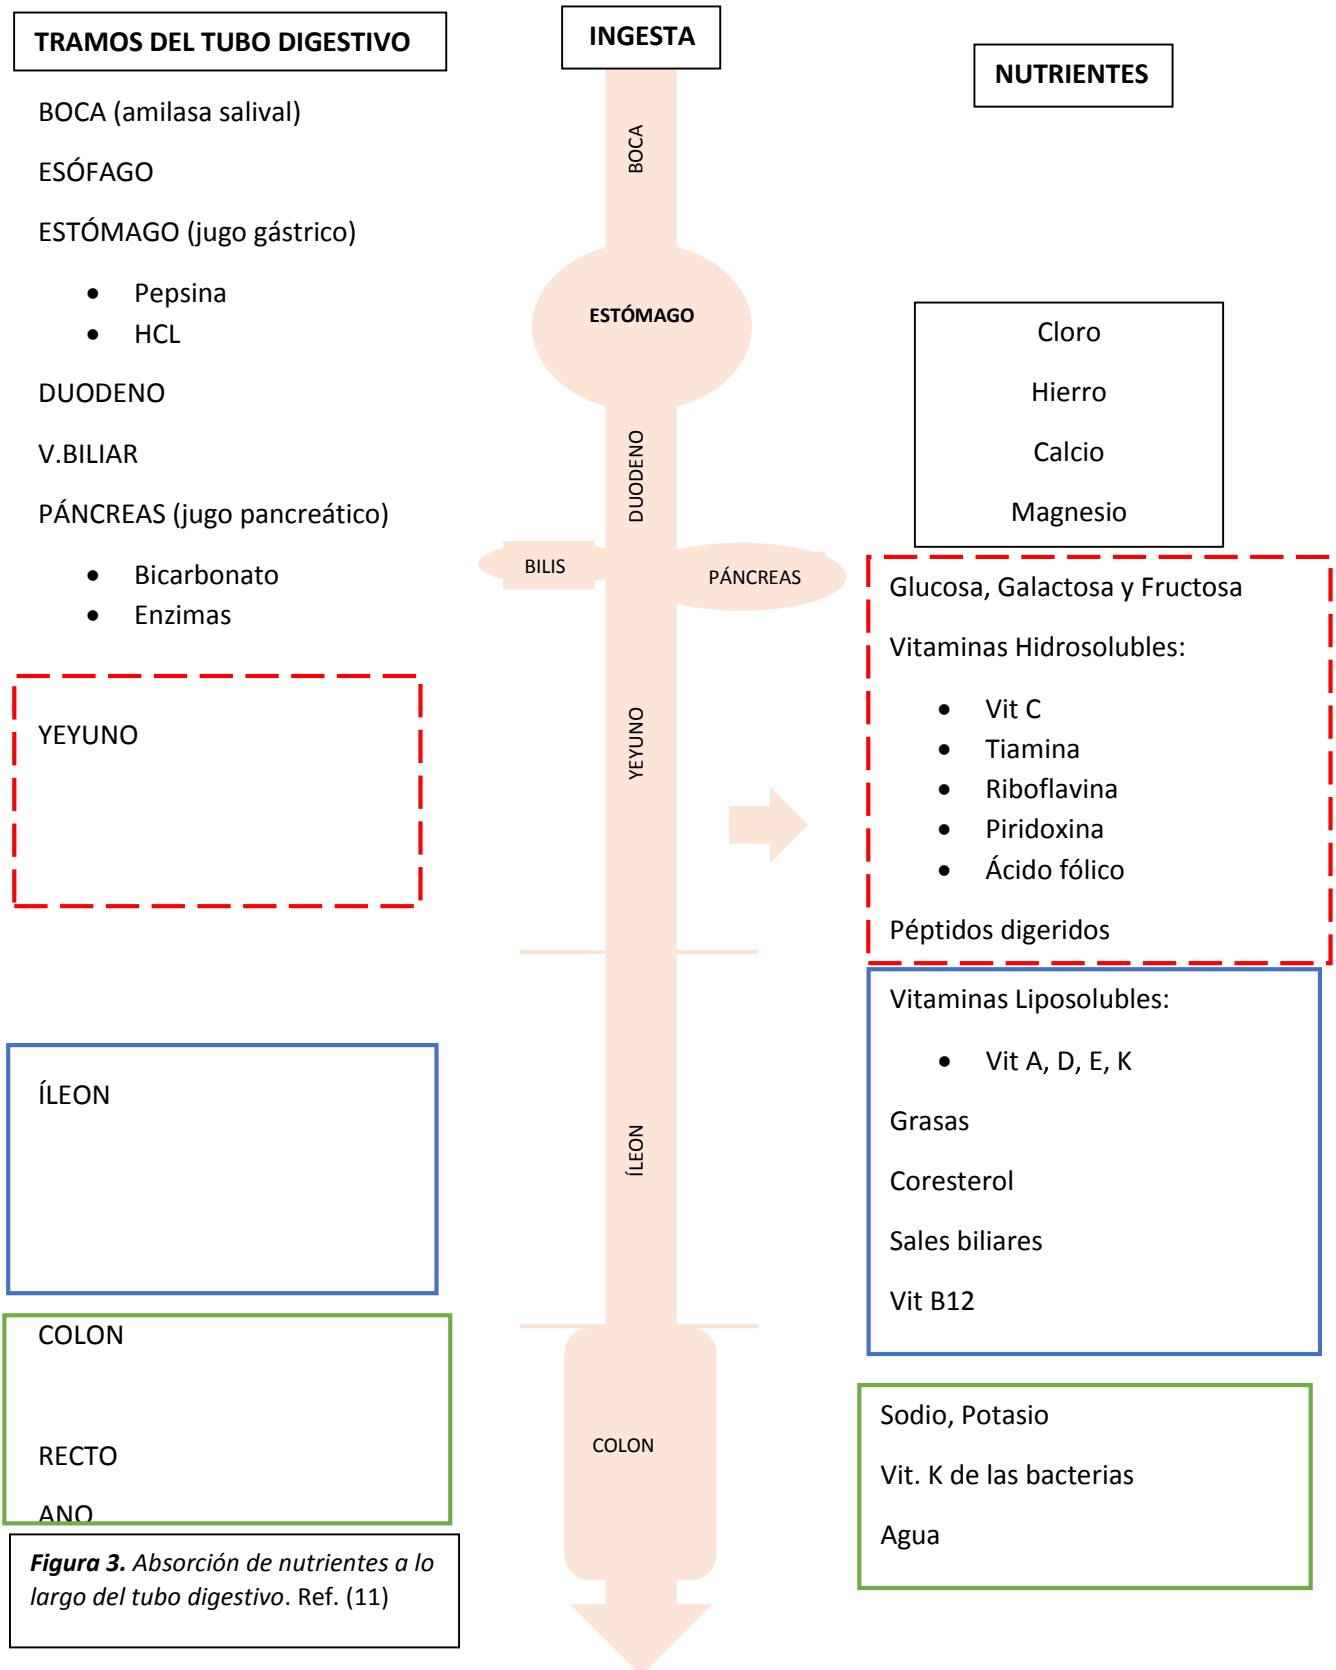 TRAMOS DEL TUBO DIGESTIVO
BOCA (amilasa salival)
ESÓFAGO
ESTÓMAGO (jugo gástrico)
• Pepsina
• HCL
DUODENO
V.BILIAR
PÁNCREAS (jugo pancreático)
• Bicarbonato
• Enzimas
YEYUNO
ÍLEON
COLON
RECTO
ANO
Figura 3. Absorción de nutrientes a lo
largo del tubo digestivo. Ref. (11)
INGESTA
BOCA
ESTÓMAGO
DUODENO
BILIS
PÁNCREAS
YEYUNO
ÍLEON
COLON
NUTRIENTES
Cloro
Hierro
Calcio
Magnesio
Glucosa, Galactosa y Fructosa
Vitaminas Hidrosolubles:
• Vit C
• Tiamina
• Riboflavina
• Piridoxina
• Ácido fólico
Péptidos digeridos
Vitaminas Liposolubles:
• Vit A, D, E, K
Grasas
Coresterol
Sales biliares
Vit B12
Sodio, Potasio
Vit. K de las bacterias
Agua